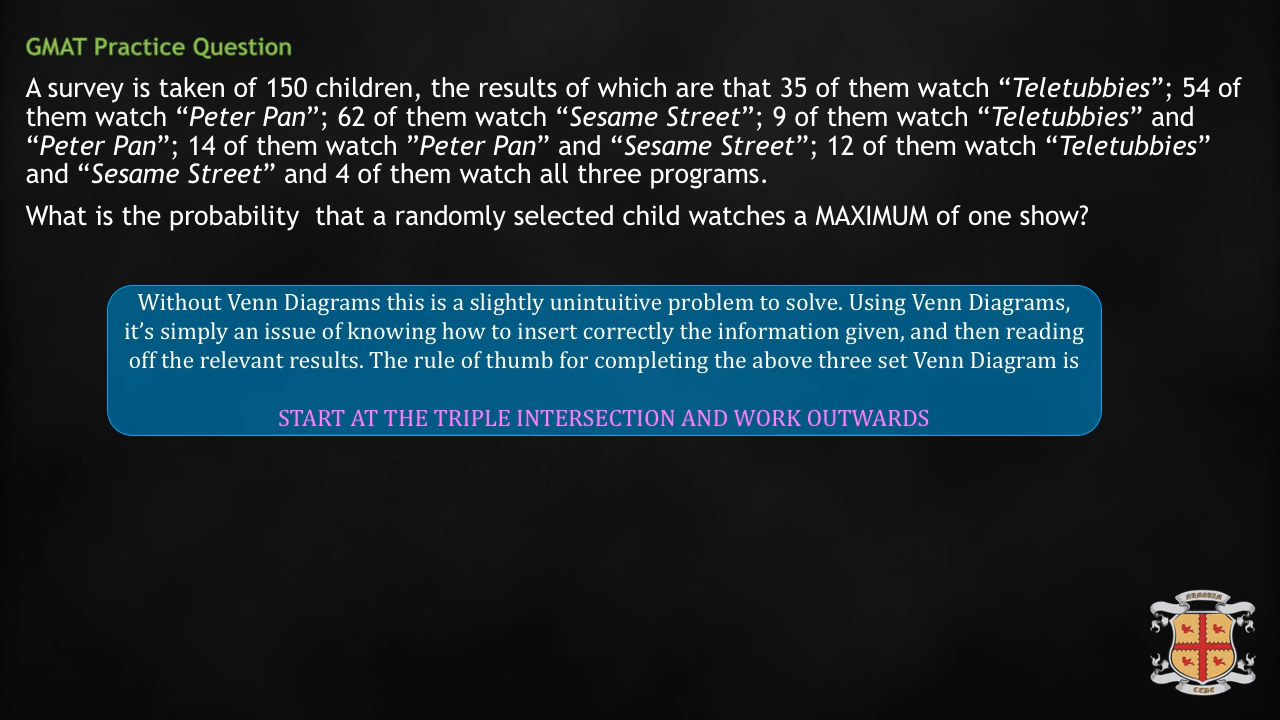 GMAT Practice Question
A survey is taken of 150 children, the results of which are that 35 of them watch “Teletubbies”; 54 of
them watch “Peter Pan”; 62 of them watch “Sesame Street”; 9 of them watch “Teletubbies” and
“Peter Pan”; 14 of them watch ”Peter Pan” and “Sesame Street”; 12 of them watch “Teletubbies”
and “Sesame Street” and 4 of them watch all three programs.
What is the probability  that a randomly selected child watches a MAXIMUM of one show?
Without Venn Diagrams this is a slightly unintuitive problem to solve. Using Venn Diagrams,
it’s simply an issue of knowing how to insert correctly the information given, and then reading
off the relevant results. The rule of thumb for completing the above three set Venn Diagram is
START AT THE TRIPLE INTERSECTION AND WORK OUTWARDS
NUMQUAM
CEDE